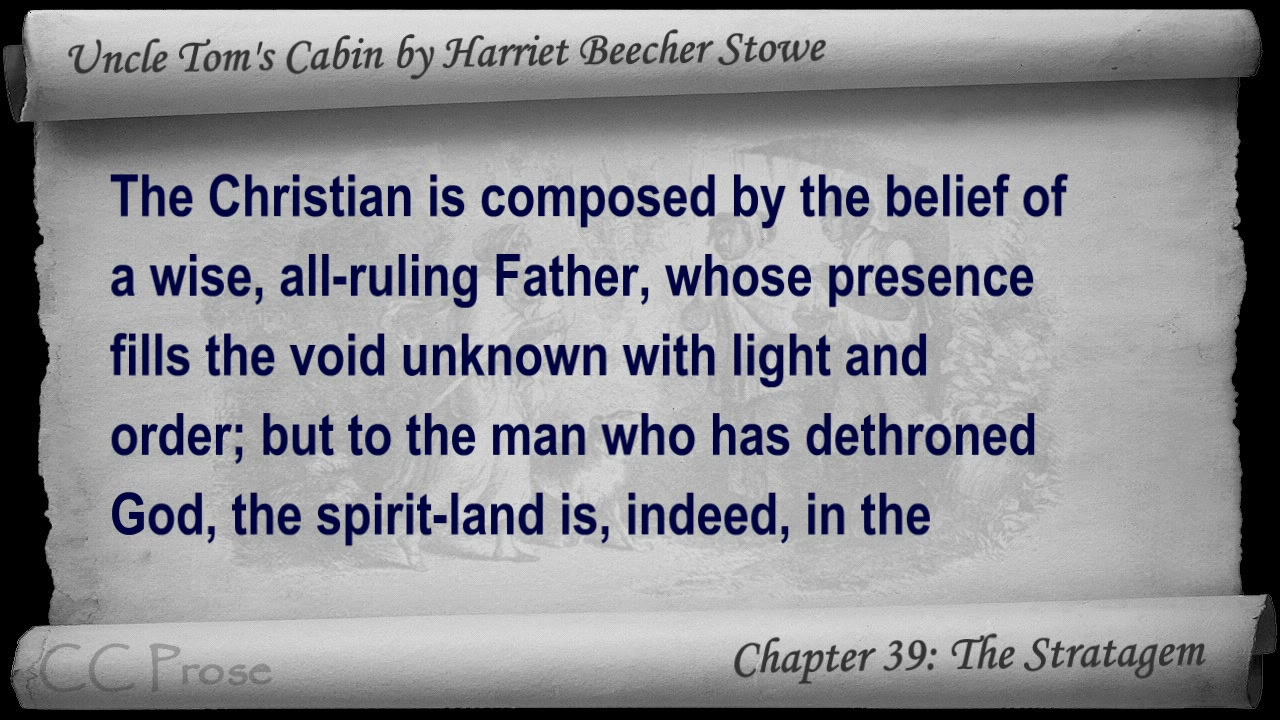 Uncle Tom's Cabin by Harriet Beecher Stowe
The Christian is composed by the belief of
a wise, all-ruling Father, whose presence
fills the void unknown with light and
order; but to the man who has dethroned
God, the spirit-land is, indeed, in the
CC Prose
Chapter 39: The Stratagem